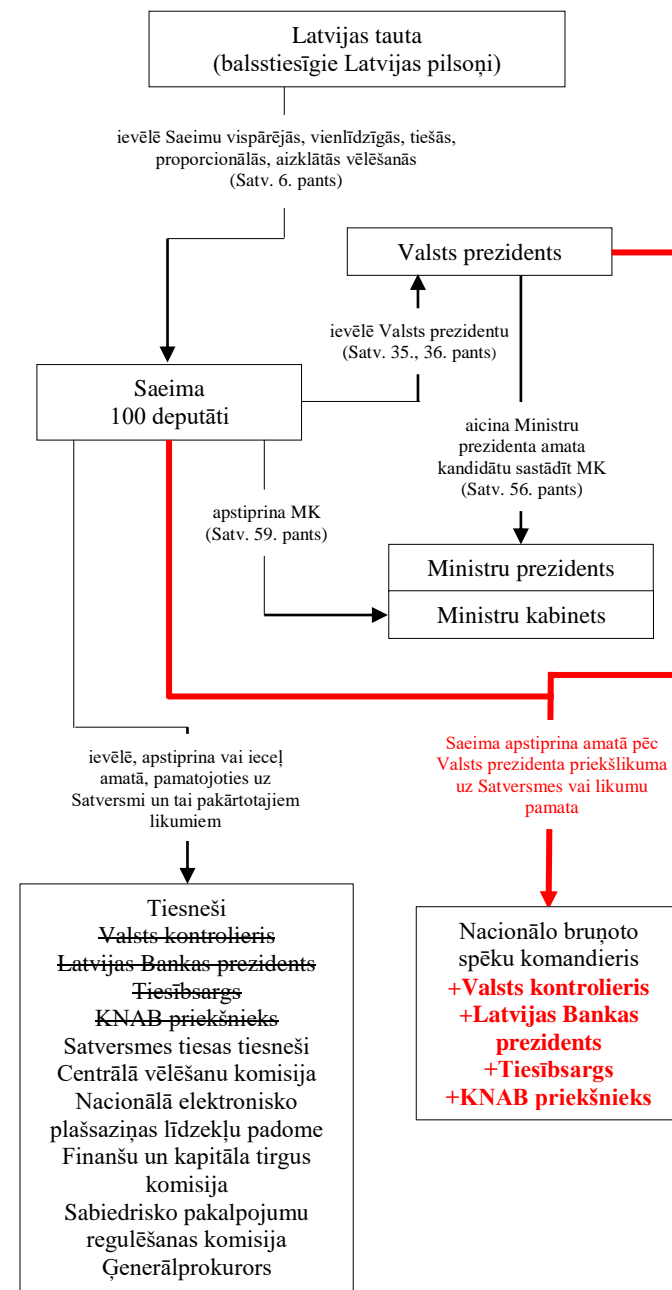 Latvijas tauta
(balsstiesīgie Latvijas pilsoņi)
ievēlē Saeimu vispārējās, vienlīdzīgās, tiešās,
proporcionālās, aizklātās vēlēšanās
(Satv. 6. pants)
Valsts prezidents
ievēlē Valsts prezidentu
(Satv. 35., 36. pants)
Saeima
100 deputāti
aicina Ministru
prezidenta amata
kandidātu sastādīt MK
(Satv. 56. pants)
apstiprina MK
(Satv. 59. pants)
Ministru prezidents
Ministru kabinets
ievēlē, apstiprina vai ieceļ
amatā, pamatojoties uz
Satversmi un tai pakārtotajiem
likumiem
Saeima apstiprina amatā pēc
Valsts prezidenta priekšlikuma
uz Satversmes vai likumu
pamata
Tiesneši
Valsts kontrolieris
Latvijas Bankas prezidents
Tiesībsargs
KNAB priekšnieks
Satversmes tiesas tiesneši
Centrālā vēlēšanu komisija
Nacionālā elektronisko
plašsaziņas līdzekļu padome
Finanšu un kapitāla tirgus
komisija
Sabiedrisko pakalpojumu
regulēšanas komisija
Ģenerālprokurors
Nacionālo bruņoto
spēku komandieris
+Valsts kontrolieris
+Latvijas Bankas
prezidents
+Tiesībsargs
+KNAB priekšnieks